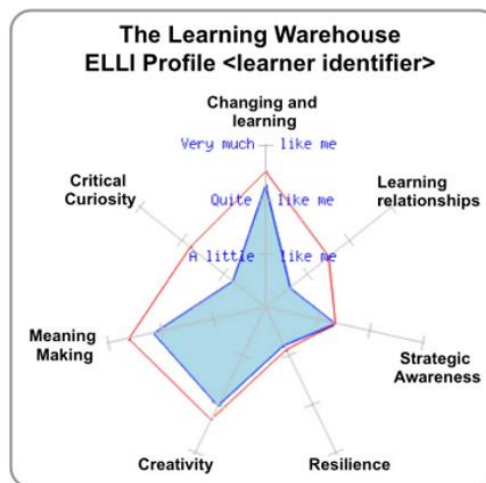 The Learning Warehouse
ELLI Profile <learner identifier>
Changing and
learning
Very much like me
Critical
Curiosity
Learning
relationships
Quite like me
A little like me
Meaning
Making
Strategic
Awareness
Creativity
Resilience